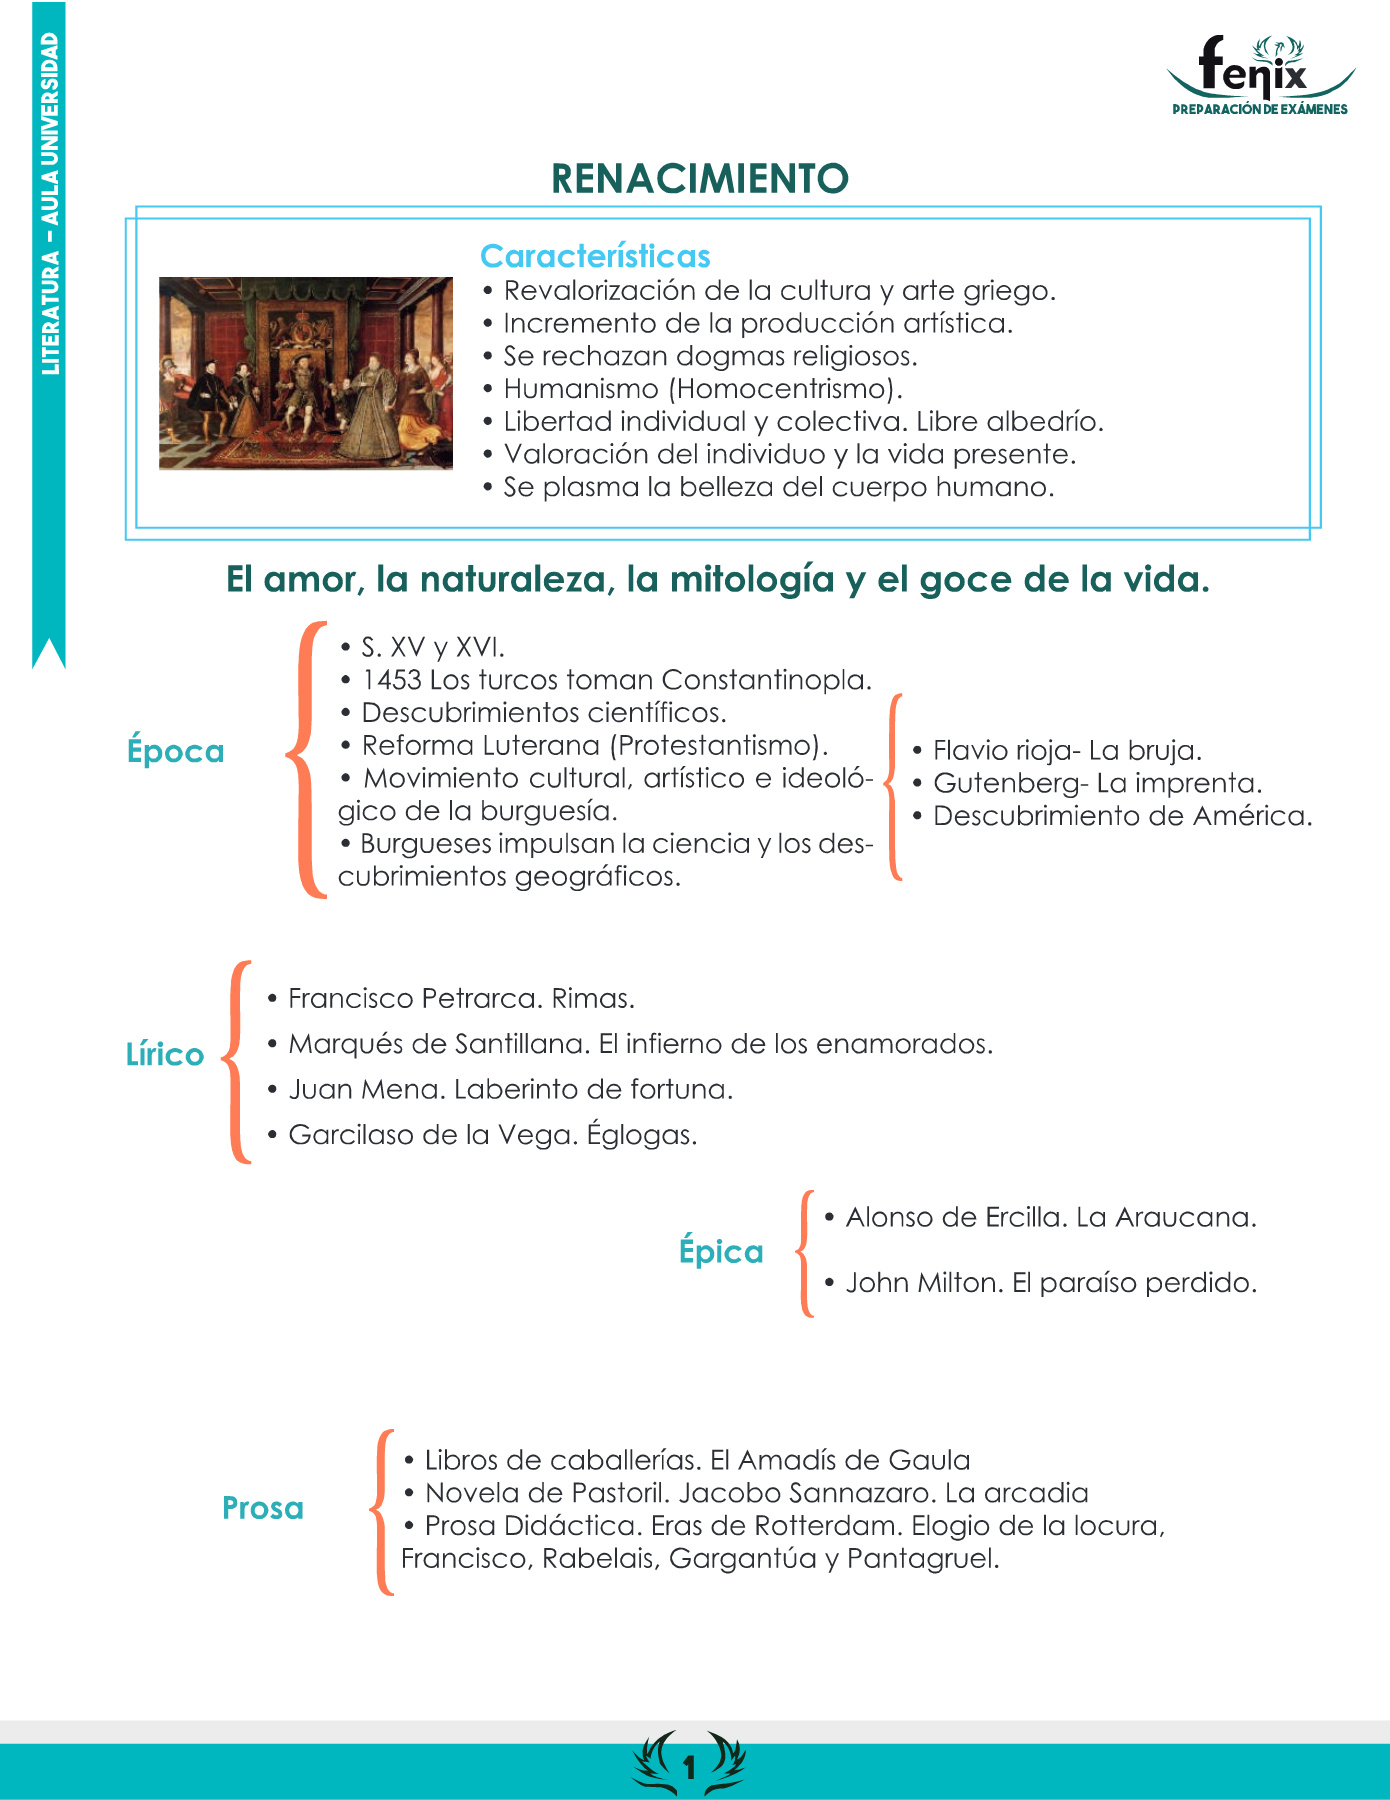 LITERATURA – AULA UNIVERSIDAD
fenix
PREPARACIÓN DE EXÁMENES
RENACIMIENTO
Características
• Revalorización de la cultura y arte griego.
• Incremento de la producción artística.
• Se rechazan dogmas religiosos.
• Humanismo (Homocentrismo).
• Libertad individual y colectiva. Libre albedrío.
• Valoración del individuo y la vida presente.
• Se plasma la belleza del cuerpo humano.
El amor, la naturaleza, la mitología y el goce de la vida.
Época
• S. XV y XVI.
• 1453 Los turcos toman Constantinopla.
• Descubrimientos científicos.
• Reforma Luterana (Protestantismo).
• Movimiento cultural, artístico e ideoló-
gico de la burguesía.
• Burgueses impulsan la ciencia y los des-
cubrimientos geográficos.
• Flavio rioja- La bruja.
• Gutenberg- La imprenta.
• Descubrimiento de América.
Lírico
• Francisco Petrarca. Rimas.
• Marqués de Santillana. El infierno de los enamorados.
• Juan Mena. Laberinto de fortuna.
• Garcilaso de la Vega. Églogas.
Épica
• Alonso de Ercilla. La Araucana.
• John Milton. El paraíso perdido.
Prosa
• Libros de caballerías. El Amadís de Gaula
• Novela de Pastoril. Jacobo Sannazaro. La arcadia
• Prosa Didáctica. Eras de Rotterdam. Elogio de la locura,
Francisco, Rabelais, Gargantúa y Pantagruel.
1